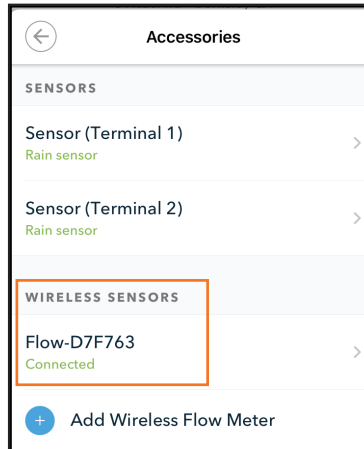 Accessories
SENSORS
Sensor (Terminal 1)
Rain sensor
Sensor (Terminal 2)
Rain sensor
WIRELESS SENSORS
Flow-D7F763
Connected
Add Wireless Flow Meter